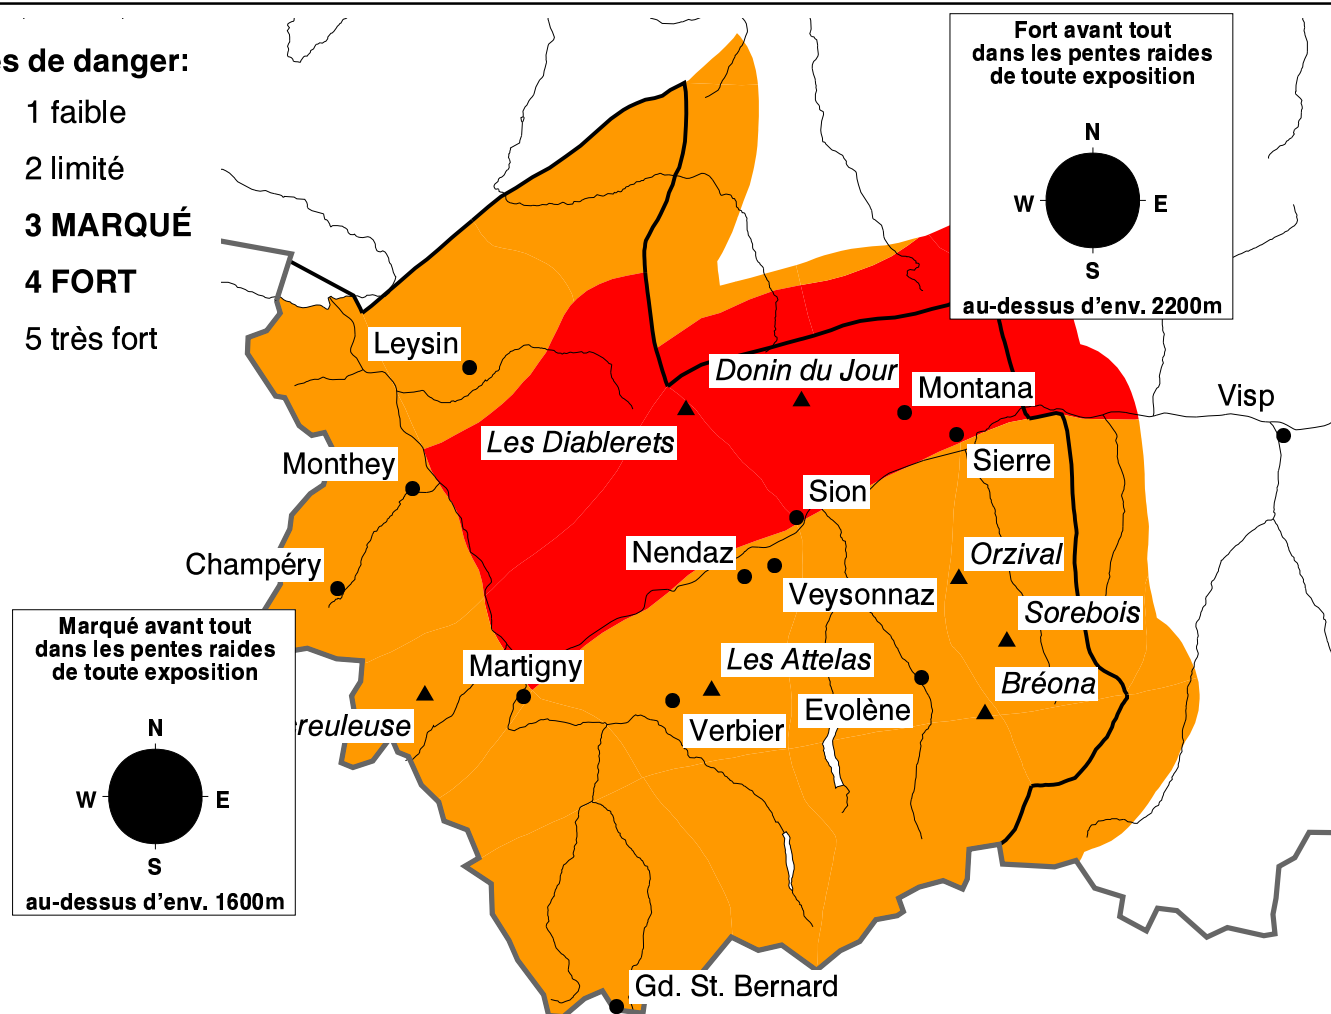 Fort avant tout
dans les pentes raides
de toute exposition
N
W E
S
au-dessus d'env. 2200m
de danger:
1 faible
2 limité
3 MARQUÉ
4 FORT
5 très fort
Leysin
Donin du Jour
Montana
Visp
Les Diablerets
Sierre
Monthey
Sion
Nendaz
Orzival
Champéry
Veysonnaz
Sorebois
Marqué avant tout
dans les pentes raides
de toute exposition
N
W E
S
au-dessus d'env. 1600m
Martigny
Les Attelas
Bréona
Evolène
Verbier
Gd. St. Bernard